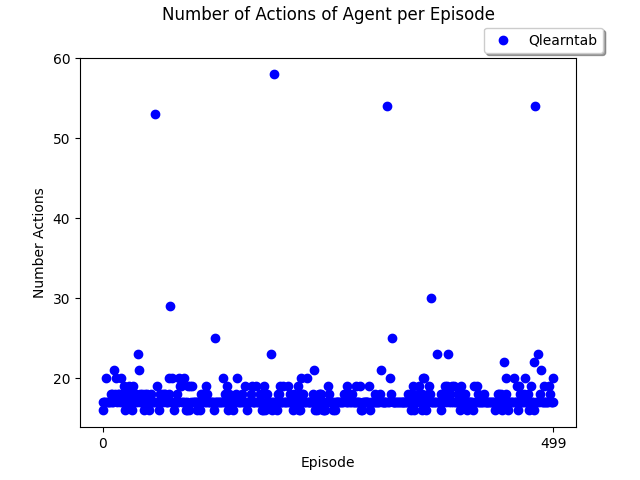 Number of Actions of Agent per Episode
Qlearntab
60
50
40
30
20
Number Actions
0 499
Episode